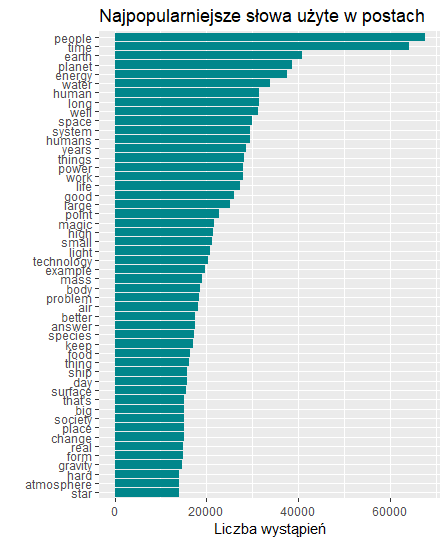 Najpopularniejsze słowa użyte w postach
people
time
earth
planet
energy
water
human
long
well
space
system
humans
years
things
power
work
life
good
large
point
magic
high
small
light
technology
example
mass
body
problem
air
better
answer
species
keep
food
thing
ship
day
surface
that's
big
society
place
change
real
form
gravity
hard
atmosphere
star
0 20000 40000 60000
Liczba wystąpień